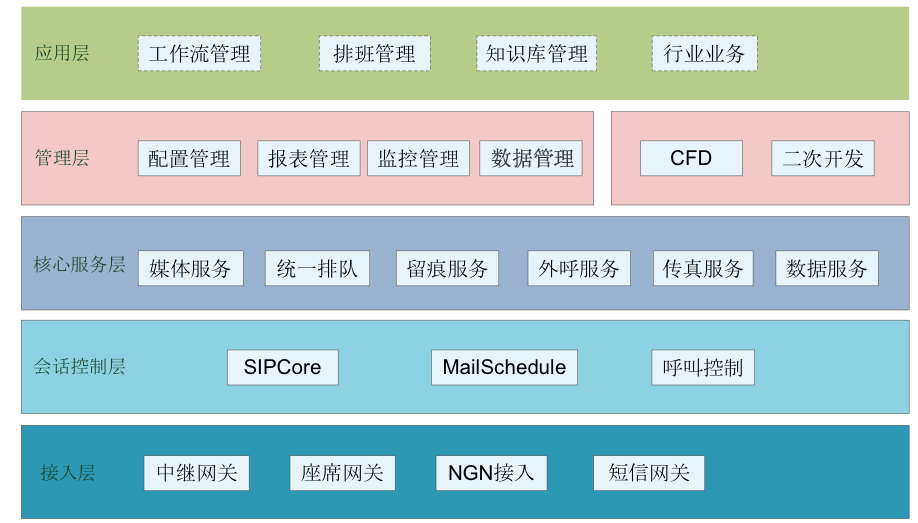 应用层 工作流管理 排班管理 知识库管理 行业业务
管理层 配置管理 报表管理 监控管理 数据管理 CFD 二次开发
核心服务层 媒体服务 统一排队 留痕服务 外呼服务 传真服务 数据服务
会话控制层 SIPCore MailSchedule 呼叫控制
接入层 中继网关 座席网关 NGN接入 短信网关